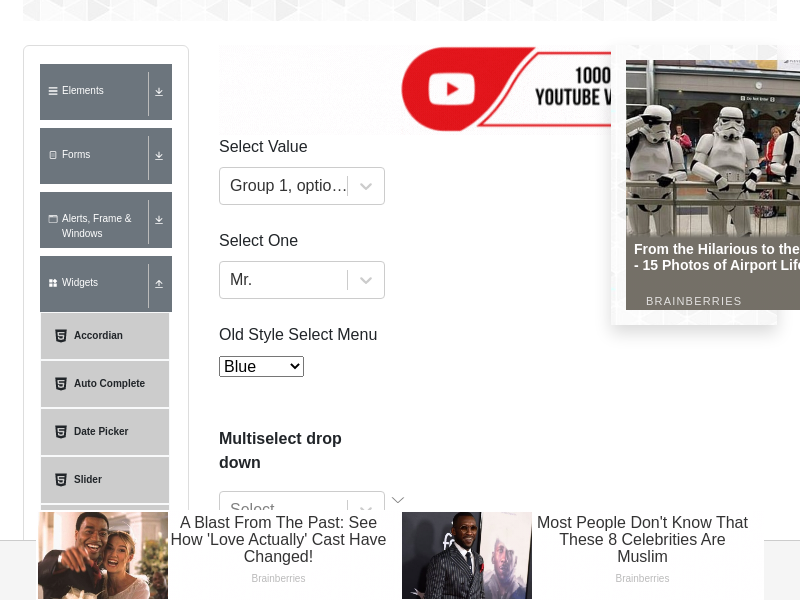 Elements
Forms
Alerts, Frame &
Windows
Widgets
Accordian
Auto Complete
Date Picker
Slider
1000
YOUTUBE V
Select Value
Group 1, optio...
Select One
Mr.
Old Style Select Menu
Blue
Multiselect drop
down
Select...
From the Hilarious to the
- 15 Photos of Airport Life
BRAINBERRIES
A Blast From The Past: See
How 'Love Actually' Cast Have
Changed!
Brainberries
Most People Don't Know That
These 8 Celebrities Are
Muslim
Brainberries